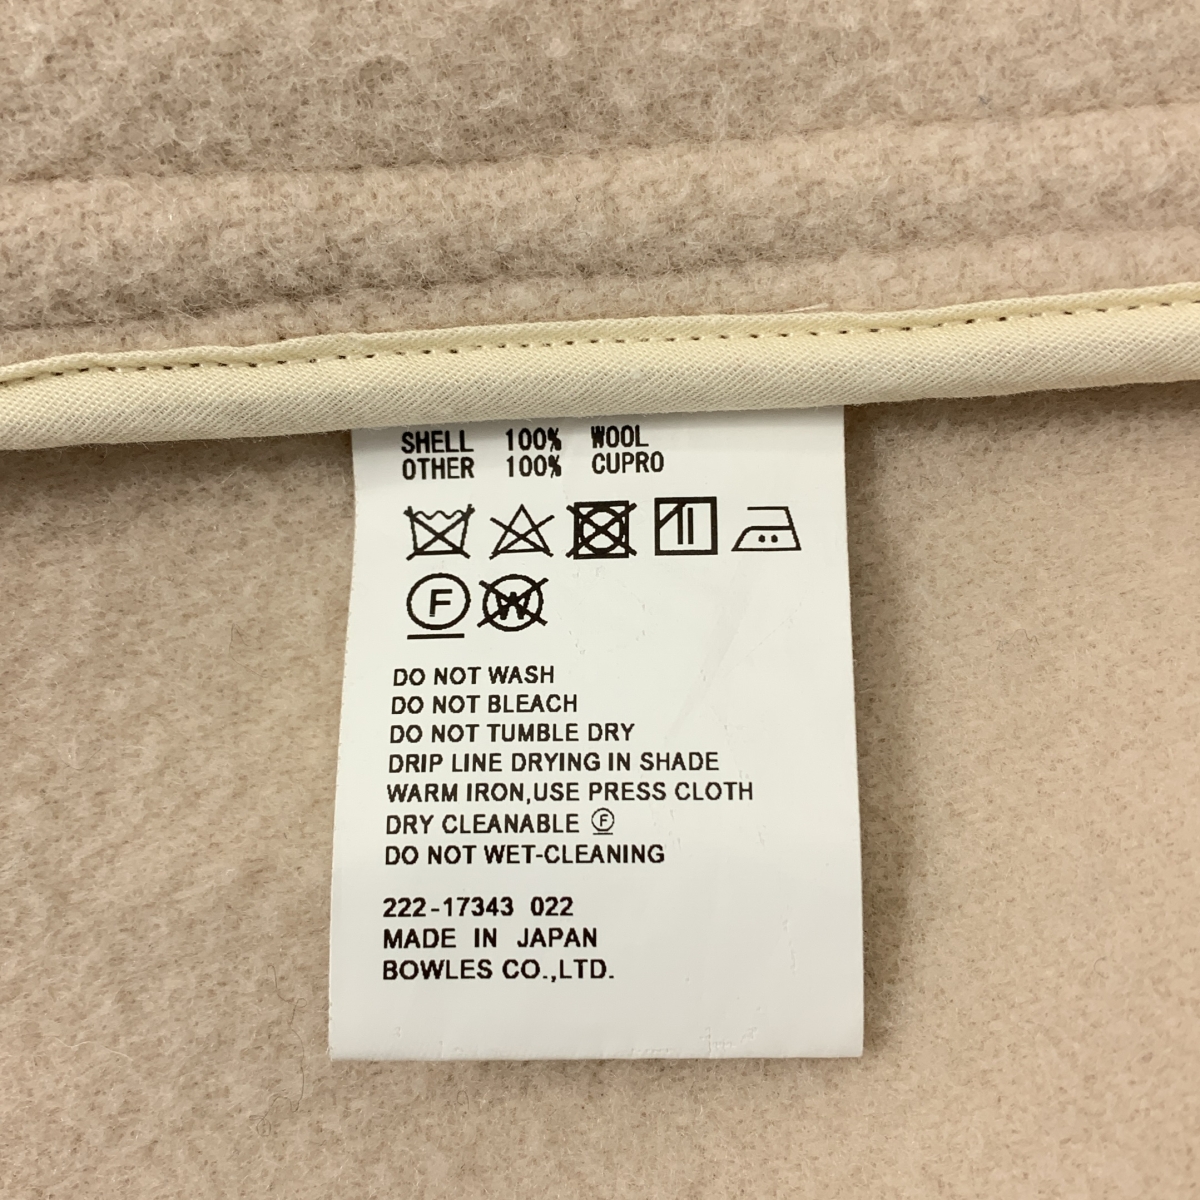 SHELL 100% WOOL
OTHER 100% CUPRO
F W
DO NOT WASH
DO NOT BLEACH
DO NOT TUMBLE DRY
DRIP LINE DRYING IN SHADE
WARM IRON,USE PRESS CLOTH
DRY CLEANABLE Ⓕ
DO NOT WET-CLEANING
222-17343 022
MADE IN JAPAN
BOWLES CO.,LTD.